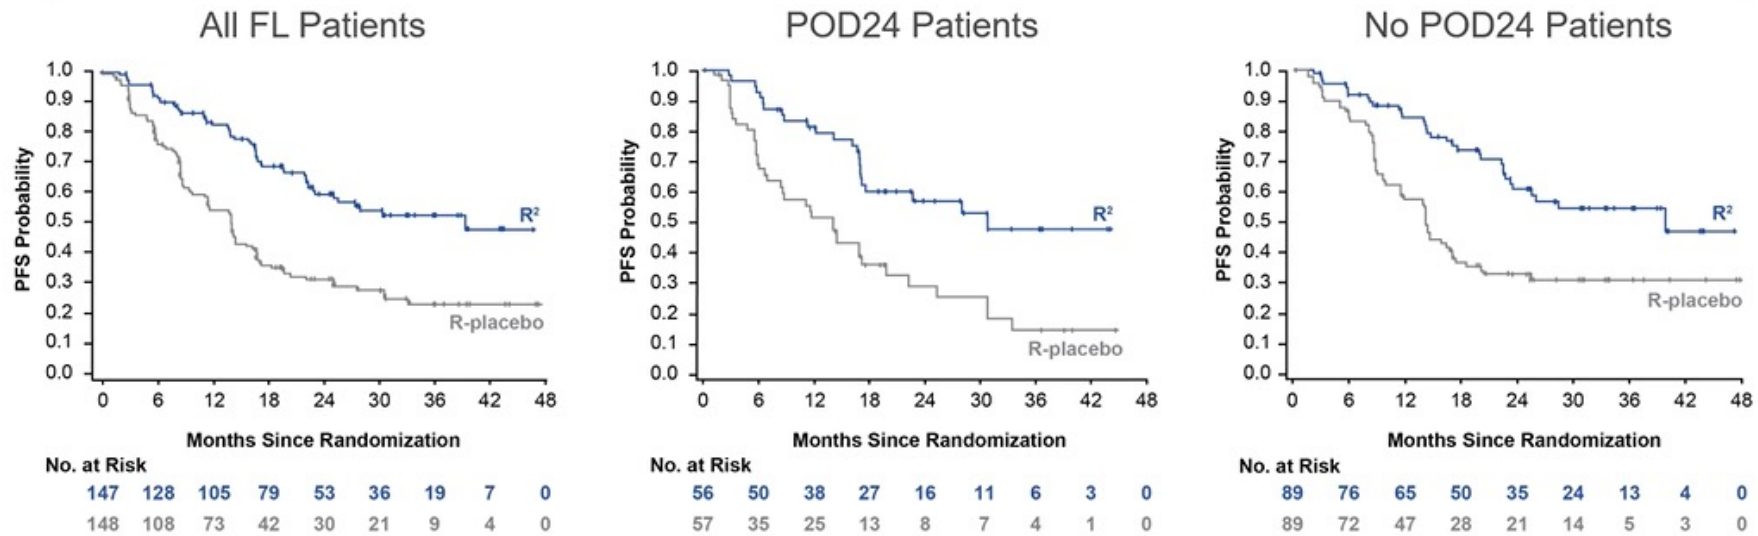 All FL Patients
PFS Probability
1.0
0.9
0.8
0.7
0.6
0.5
0.4
0.3
0.2
0.1
0.0
R²
R-placebo
0 6 12 18 24 30 36 42 48
Months Since Randomization
No. at Risk
147 128 105 79 53 36 19 7 0
148 108 73 42 30 21 9 4 0
POD24 Patients
PFS Probability
1.0
0.9
0.8
0.7
0.6
0.5
0.4
0.3
0.2
0.1
0.0
R²
R-placebo
0 6 12 18 24 30 36 42 48
Months Since Randomization
No. at Risk
56 50 38 27 16 11 6 3 0
57 35 25 13 8 7 4 1 0
No POD24 Patients
PFS Probability
1.0
0.9
0.8
0.7
0.6
0.5
0.4
0.3
0.2
0.1
0.0
R²
R-placebo
0 6 12 18 24 30 36 42 48
Months Since Randomization
No. at Risk
89 76 65 50 35 24 13 4 0
89 72 47 28 21 14 5 3 0